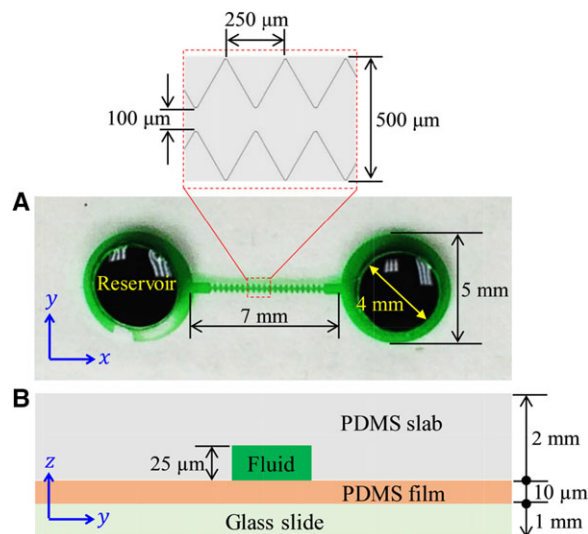 250 µm
100 µm
500 µm
A
Reservoir
4 mm
5 mm
7 mm
y
x
B
PDMS slab
2 mm
25 µm
Fluid
z
PDMS film
10 µm
y
Glass slide
1 mm